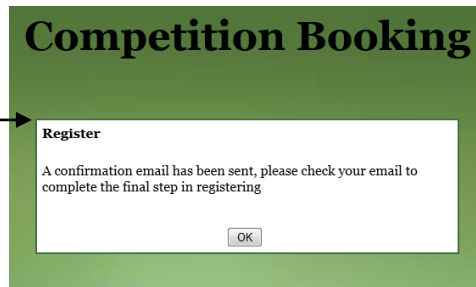 Competition Booking
Register
A confirmation email has been sent, please check your email to
complete the final step in registering
OK